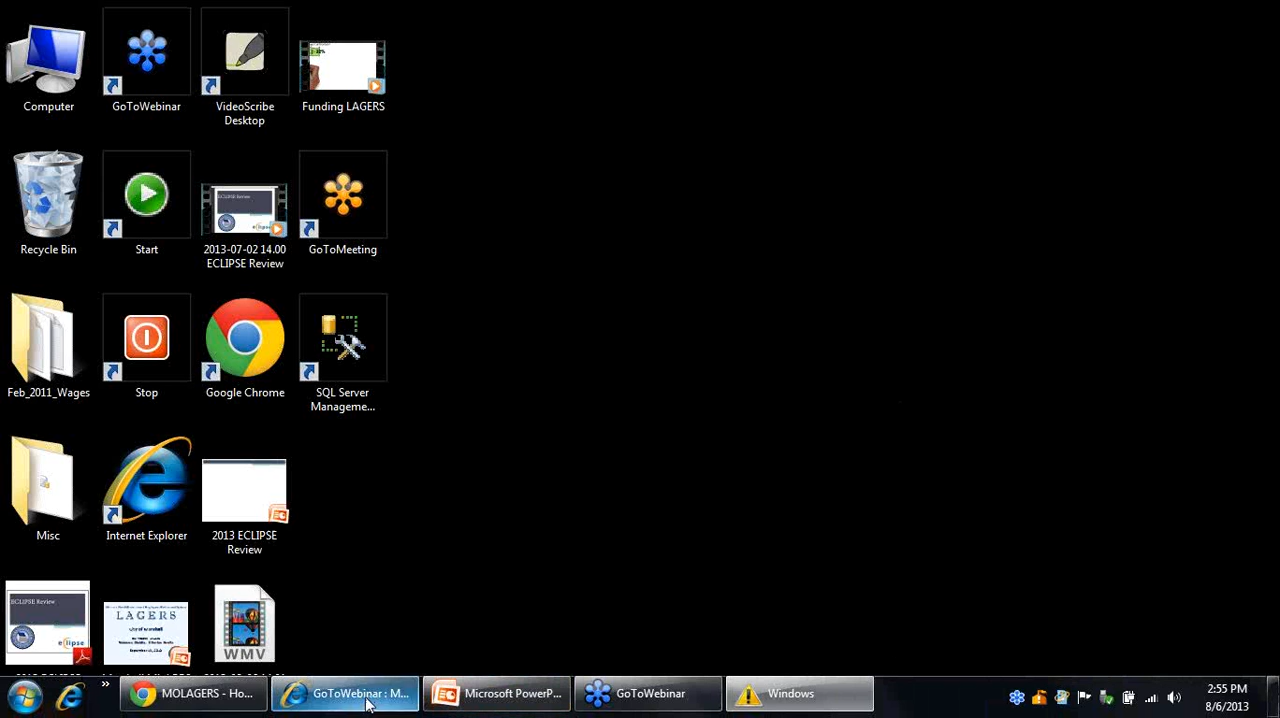 Computer
GoToWebinar
VideoScribe
Desktop
Funding LAGERS
Recycle Bin
Start
2013-07-02 14.00
ECLIPSE Review
GoToMeeting
Feb_2011_Wages
Stop
Google Chrome
SQL Server
Manageme...
Misc
Internet Explorer
2013 ECLIPSE
Review
ECLIPSE Review
eclipse
LAGERS
WMV
»
MOLAGERS - Ho...
GoToWebinar : M...
Microsoft PowerP...
GoToWebinar
Windows
2:55 PM
8/6/2013